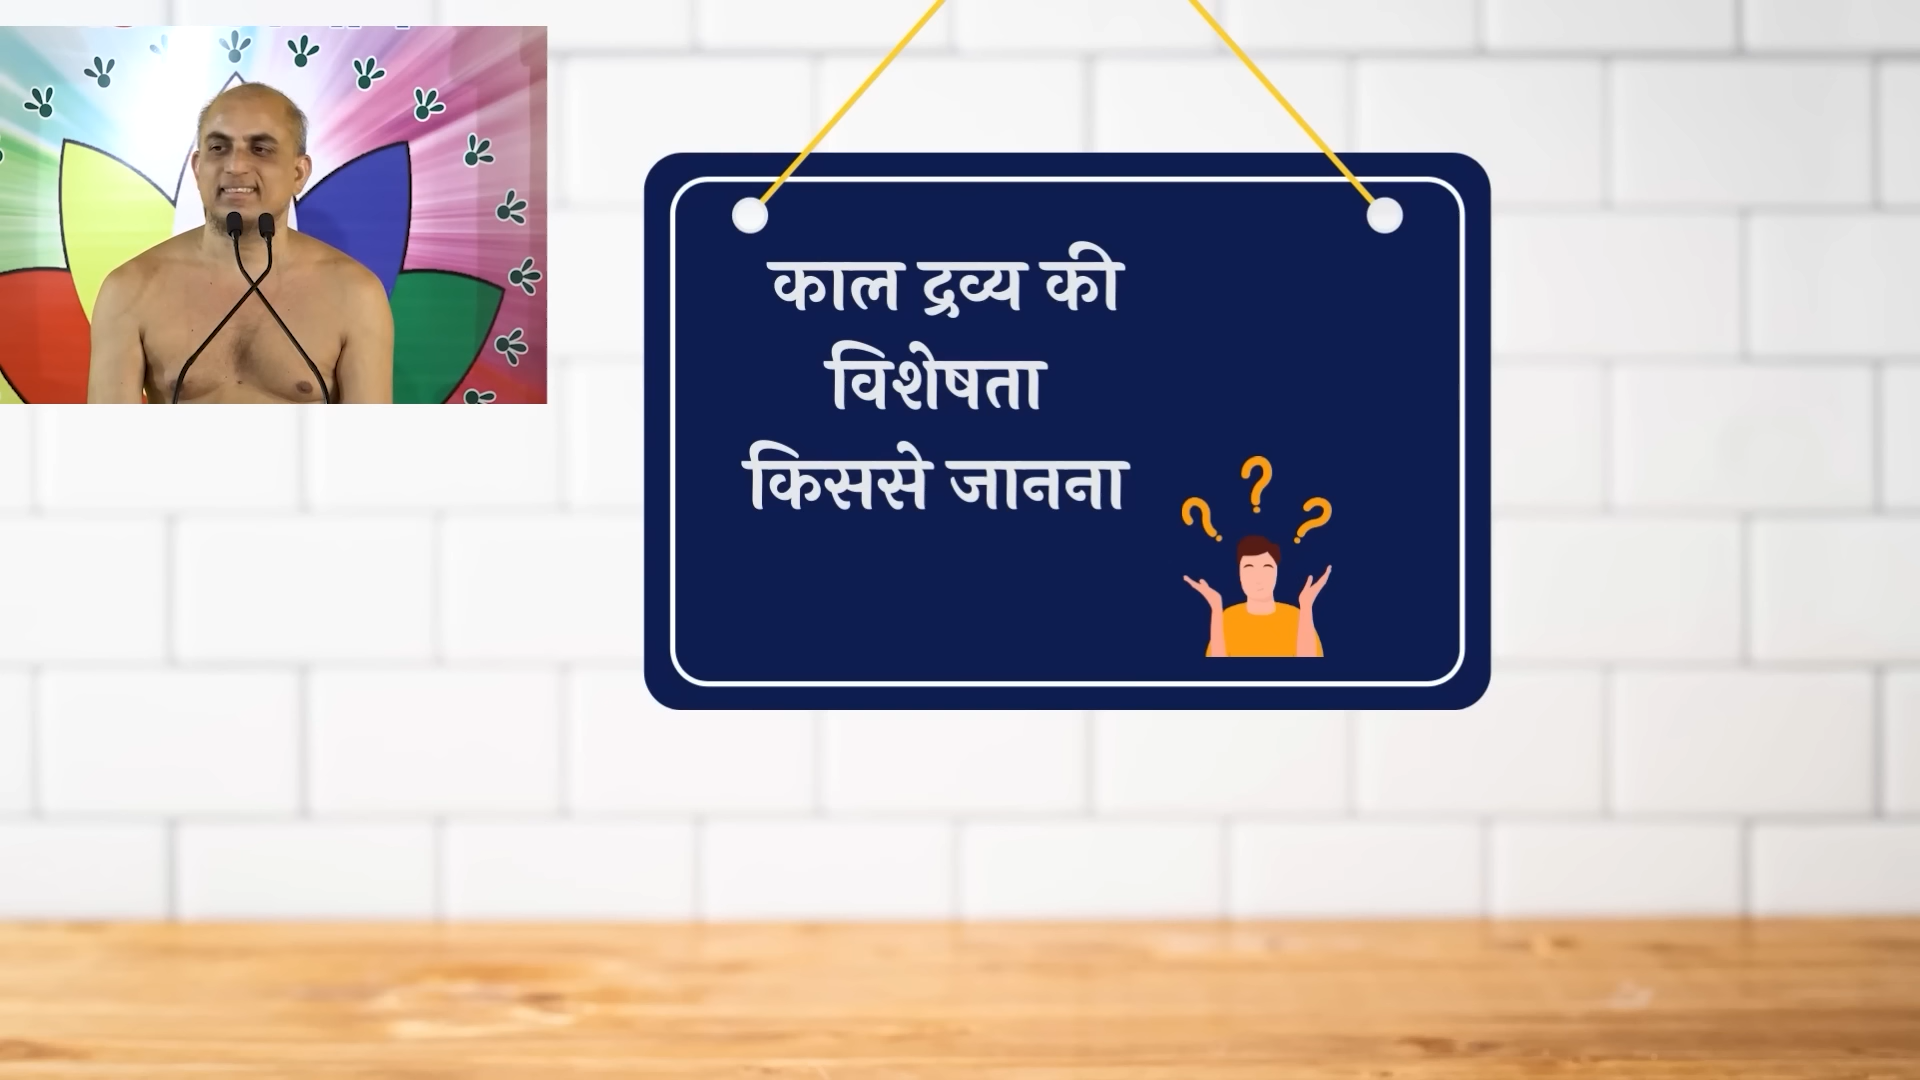 काल द्रव्य की
विशेषता
किससे जानना